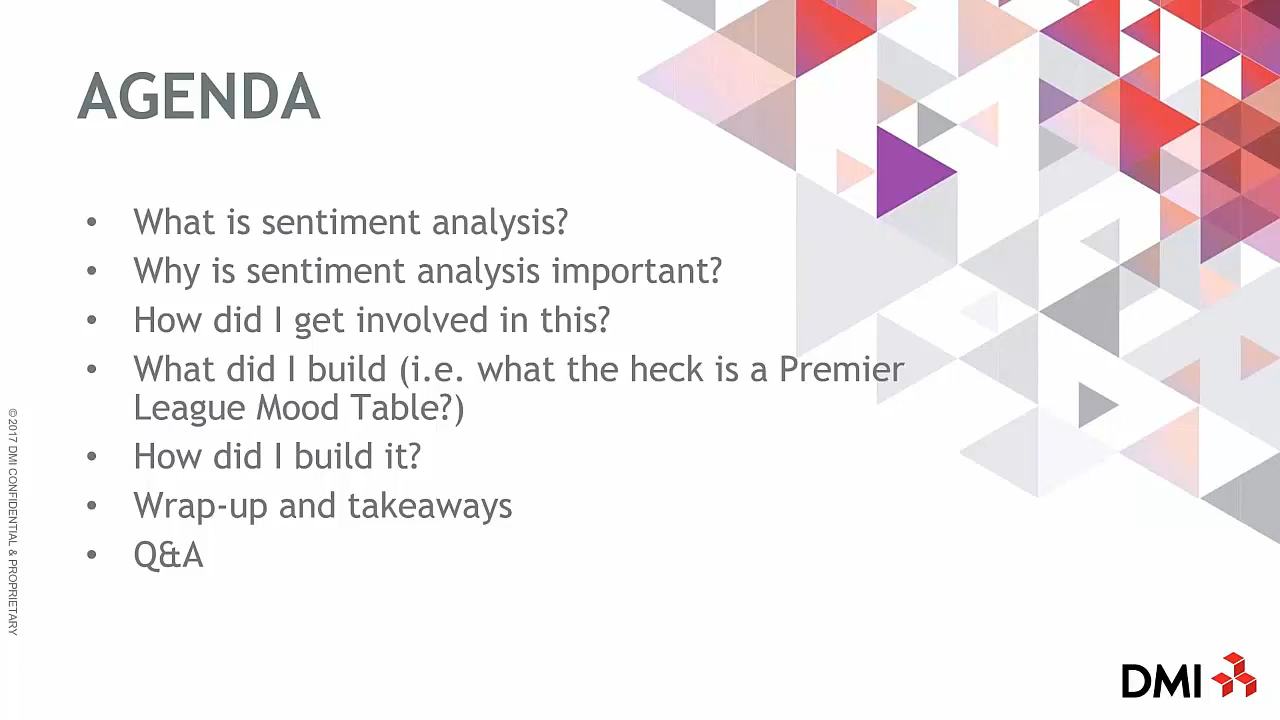 AGENDA
• What is sentiment analysis?
• Why is sentiment analysis important?
• How did I get involved in this?
• What did I build (i.e. what the heck is a Premier
League Mood Table?)
• How did I build it?
• Wrap-up and takeaways
• Q&A
©2017 DMI CONFIDENTIAL & PROPRIETARY
DMI